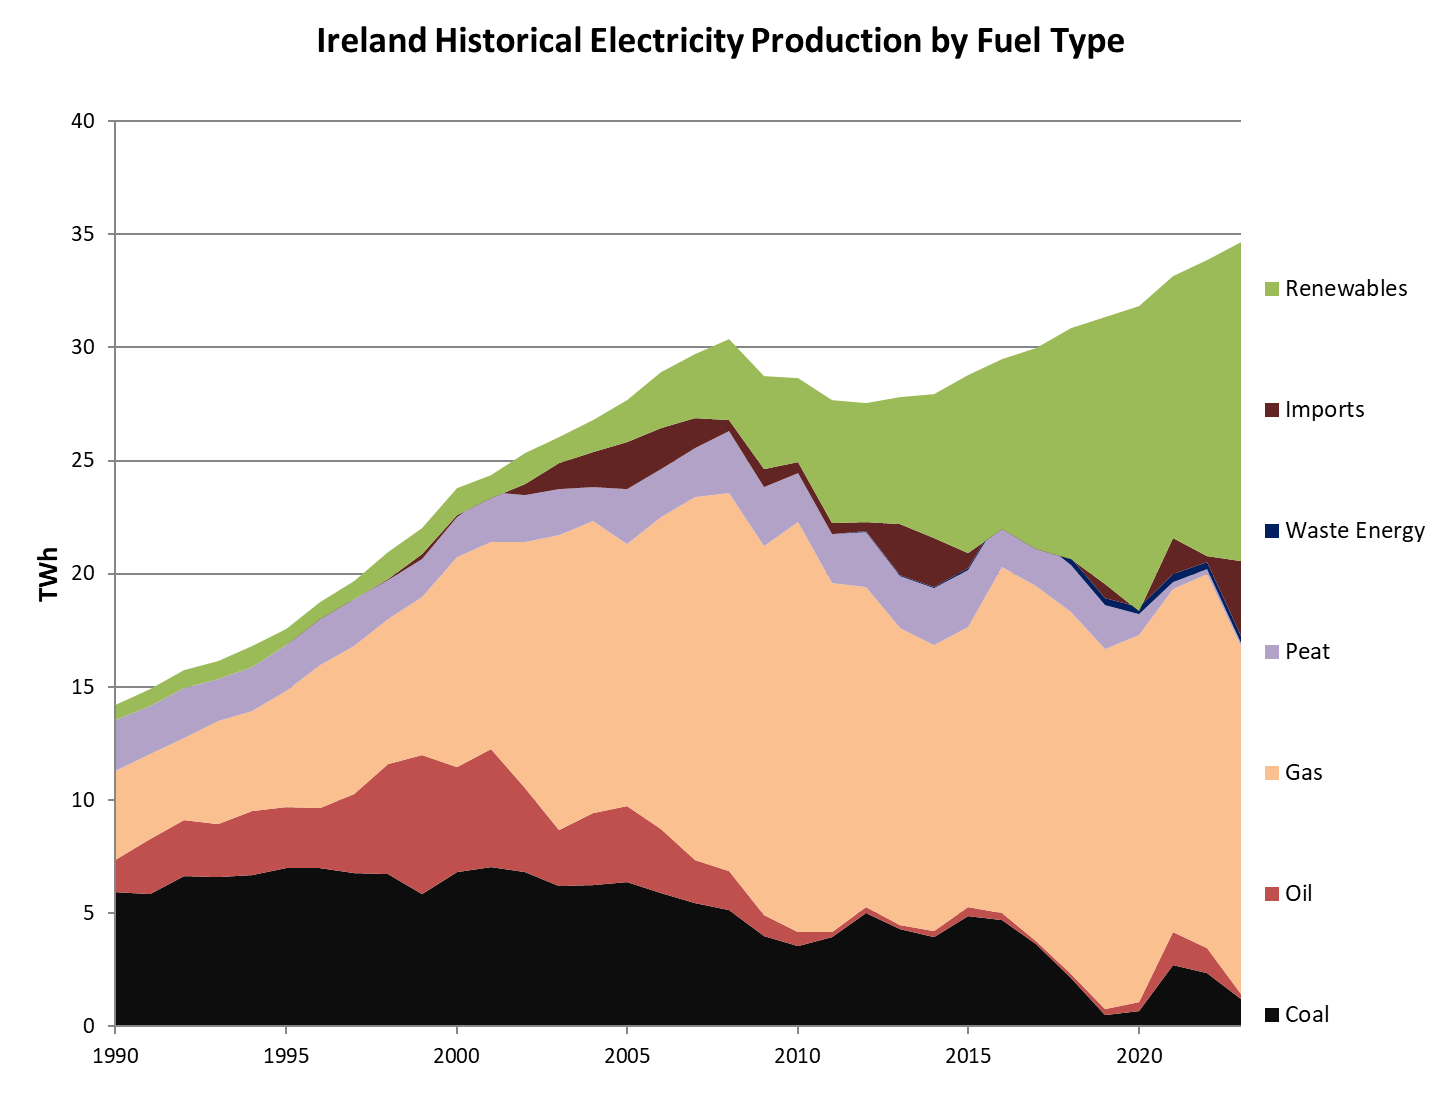 Ireland Historical Electricity Production by Fuel Type
40
35
30
25
20
15
10
5
0
TWh
1990 1995 2000 2005 2010 2015 2020
Renewables
Imports
Waste Energy
Peat
Gas
Oil
Coal